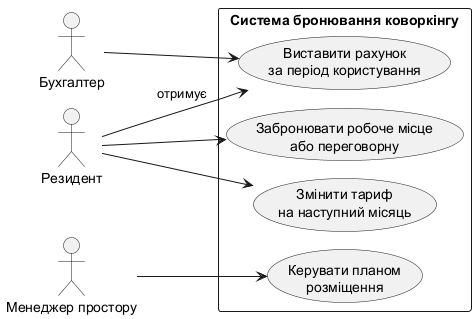 Система бронювання коворкінгу
Виставити рахунок
за період користування
Бухгалтер
отримує
Забронювати робоче місце
або переговорну
Резидент
Змінити тариф
на наступний місяць
Керувати планом
розміщення
Менеджер простору